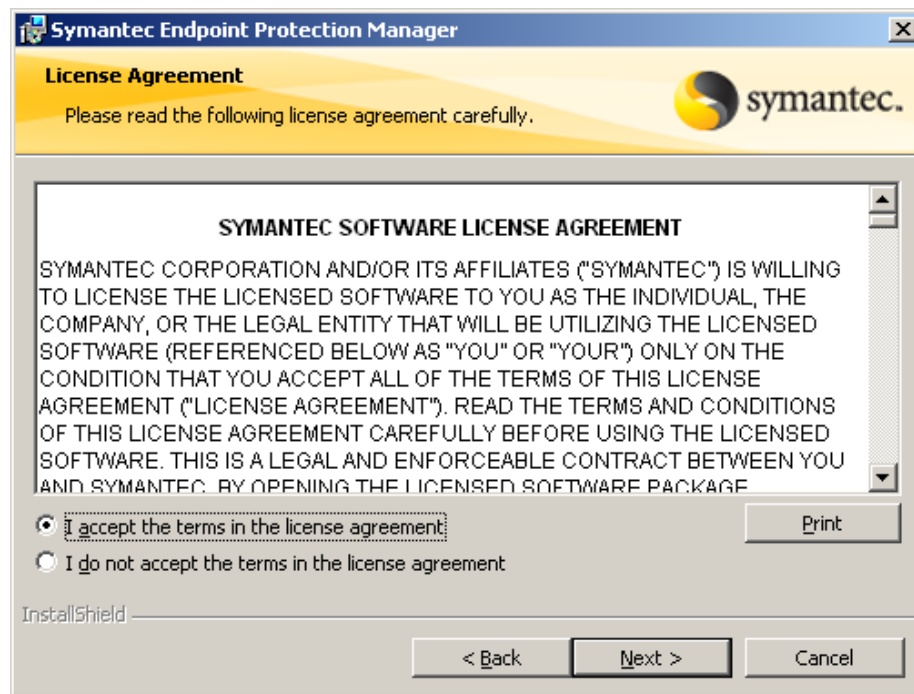 Symantec Endpoint Protection Manager
License Agreement
Please read the following license agreement carefully.
symantec.
SYMANTEC SOFTWARE LICENSE AGREEMENT
SYMANTEC CORPORATION AND/OR ITS AFFILIATES ("SYMANTEC") IS WILLING
TO LICENSE THE LICENSED SOFTWARE TO YOU AS THE INDIVIDUAL, THE
COMPANY, OR THE LEGAL ENTITY THAT WILL BE UTILIZING THE LICENSED
SOFTWARE (REFERENCED BELOW AS "YOU" OR "YOUR") ONLY ON THE
CONDITION THAT YOU ACCEPT ALL OF THE TERMS OF THIS LICENSE
AGREEMENT ("LICENSE AGREEMENT"). READ THE TERMS AND CONDITIONS
OF THIS LICENSE AGREEMENT CAREFULLY BEFORE USING THE LICENSED
SOFTWARE. THIS IS A LEGAL AND ENFORCEABLE CONTRACT BETWEEN YOU
AND SYMANTEC. BY OPENING THE LICENSED SOFTWARE PACKAGE,
I accept the terms in the license agreement
Print
I do not accept the terms in the license agreement
InstallShield
< Back
Next >
Cancel